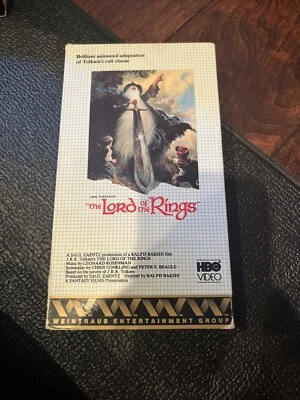 Brilliant animated adaptation
of Tolkien's cult classic
"the Lord of the Rings"
A SAUL ZAENTZ production of a RALPH BAKSHI film
J.R.R. Tolkien's THE LORD OF THE RINGS
Music by LEONARD ROSENMAN
Screenplay by CHRIS CONKLING and PETER S. BEAGLE
Based on the novels of J.R.R. Tolkien
Produced by SAUL ZAENTZ Directed by RALPH BAKSHI
A FANTASY FILMS Presentation
HBO
VIDEO
WEINTRAUB ENTERTAINMENT GROUP